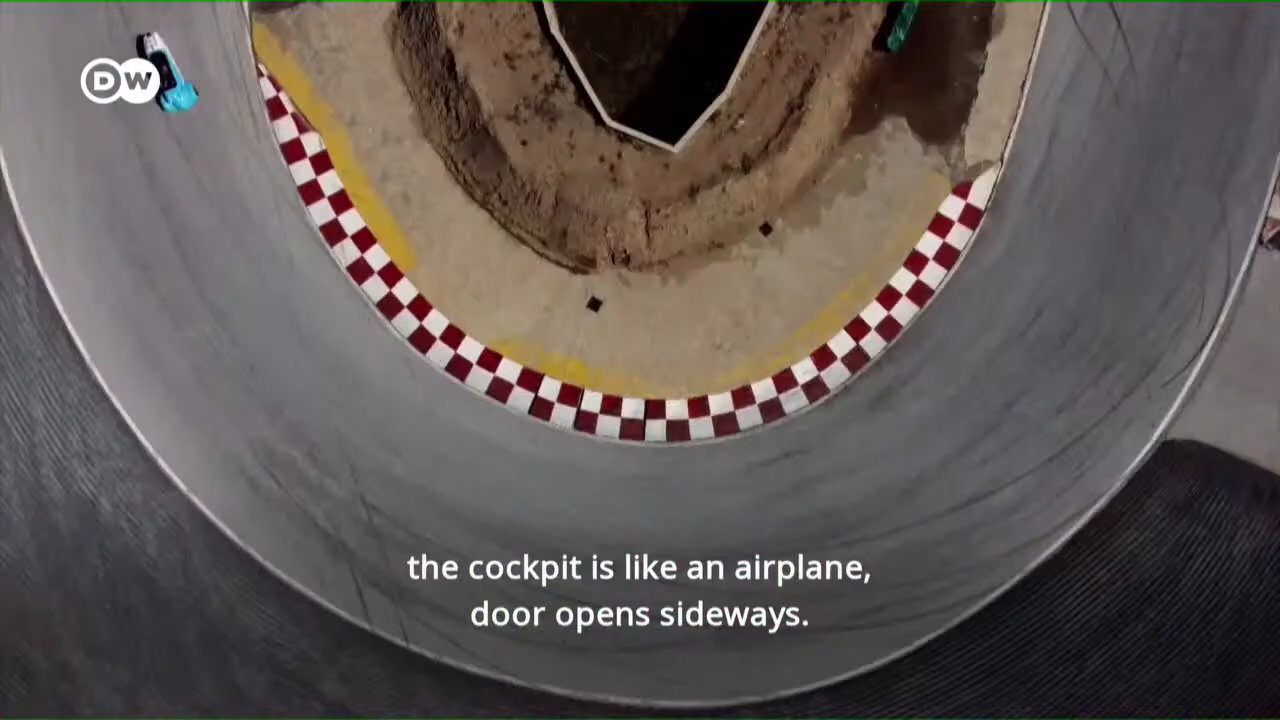 DW
the cockpit is like an airplane,
door opens sideways.